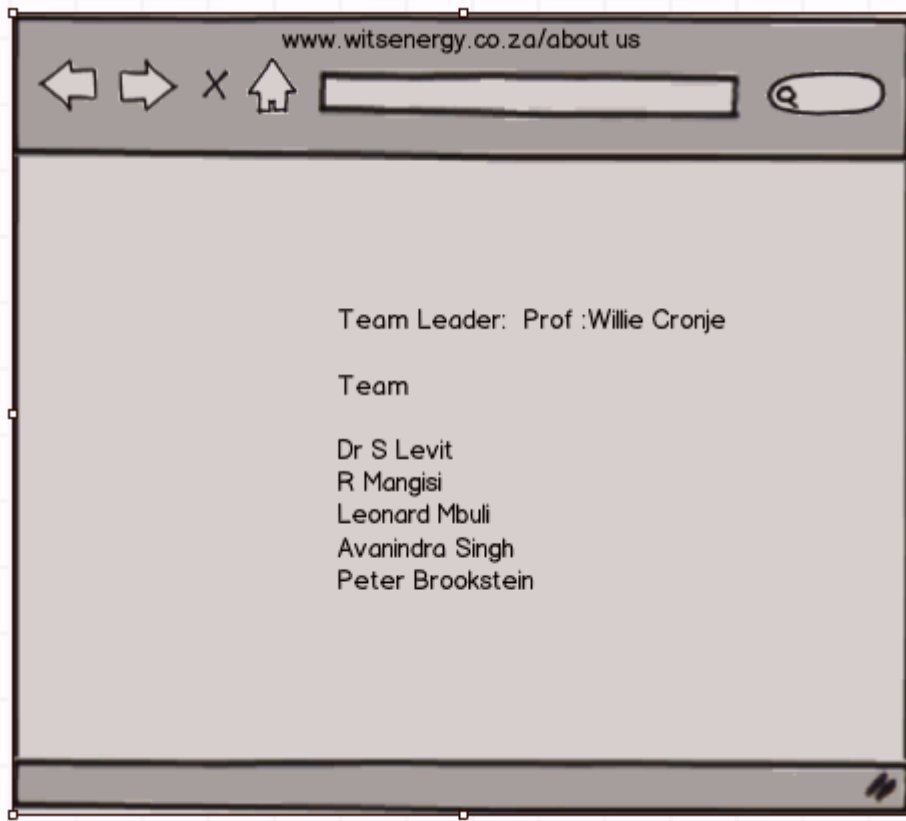 www.witsenergy.co.za/about us
Team Leader: Prof :Willie Cronje
Team
Dr S Levit
R Mangisi
Leonard Mbuli
Avanindra Singh
Peter Brookstein